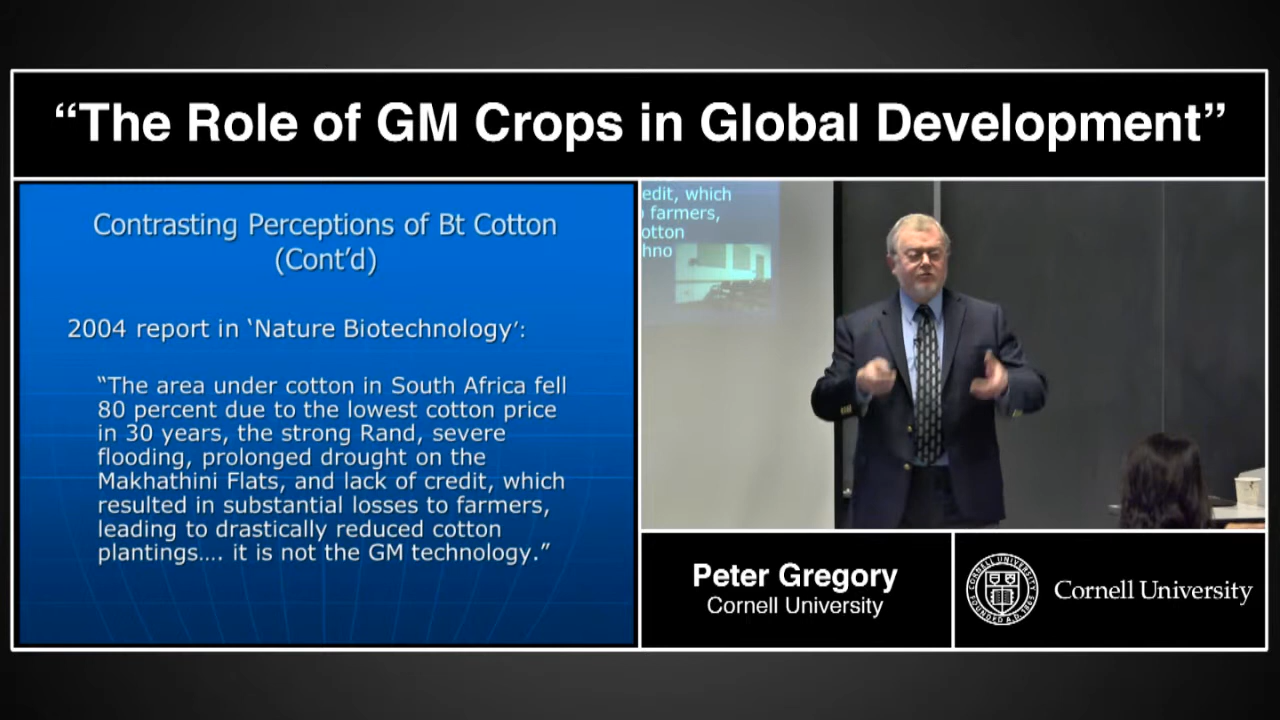 “The Role of GM Crops in Global Development”
Contrasting Perceptions of Bt Cotton
(Cont’d)
2004 report in ‘Nature Biotechnology’:
“The area under cotton in South Africa fell
80 percent due to the lowest cotton price
in 30 years, the strong Rand, severe
flooding, prolonged drought on the
Makhathini Flats, and lack of credit, which
resulted in substantial losses to farmers,
leading to drastically reduced cotton
plantings.... it is not the GM technology.”
edit, which
farmers,
otton
hno
Peter Gregory
Cornell University
CORNELL UNIVERSITY
FOUNDED A.D. 1865
Cornell University